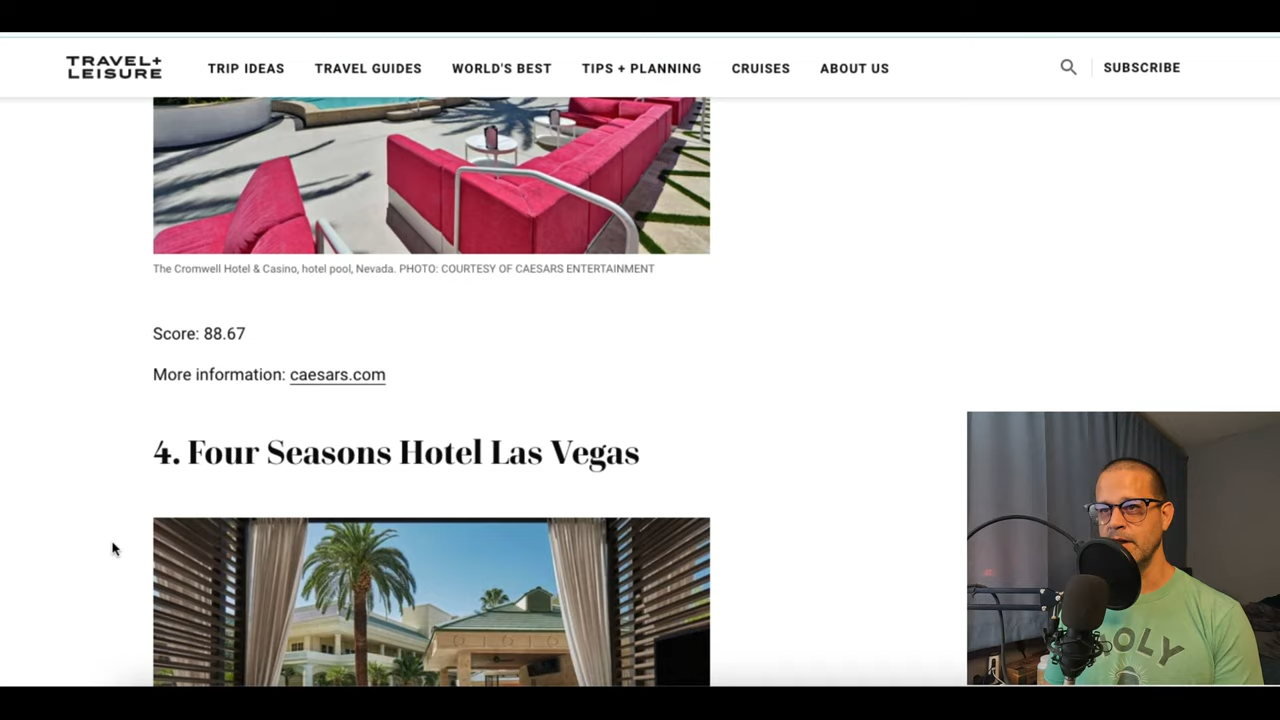 TRAVEL+
LEISURE
TRIP IDEAS TRAVEL GUIDES WORLD'S BEST TIPS + PLANNING CRUISES ABOUT US SUBSCRIBE
The Cromwell Hotel & Casino, hotel pool, Nevada. PHOTO: COURTESY OF CAESARS ENTERTAINMENT
Score: 88.67
More information: caesars.com
4. Four Seasons Hotel Las Vegas
OLY